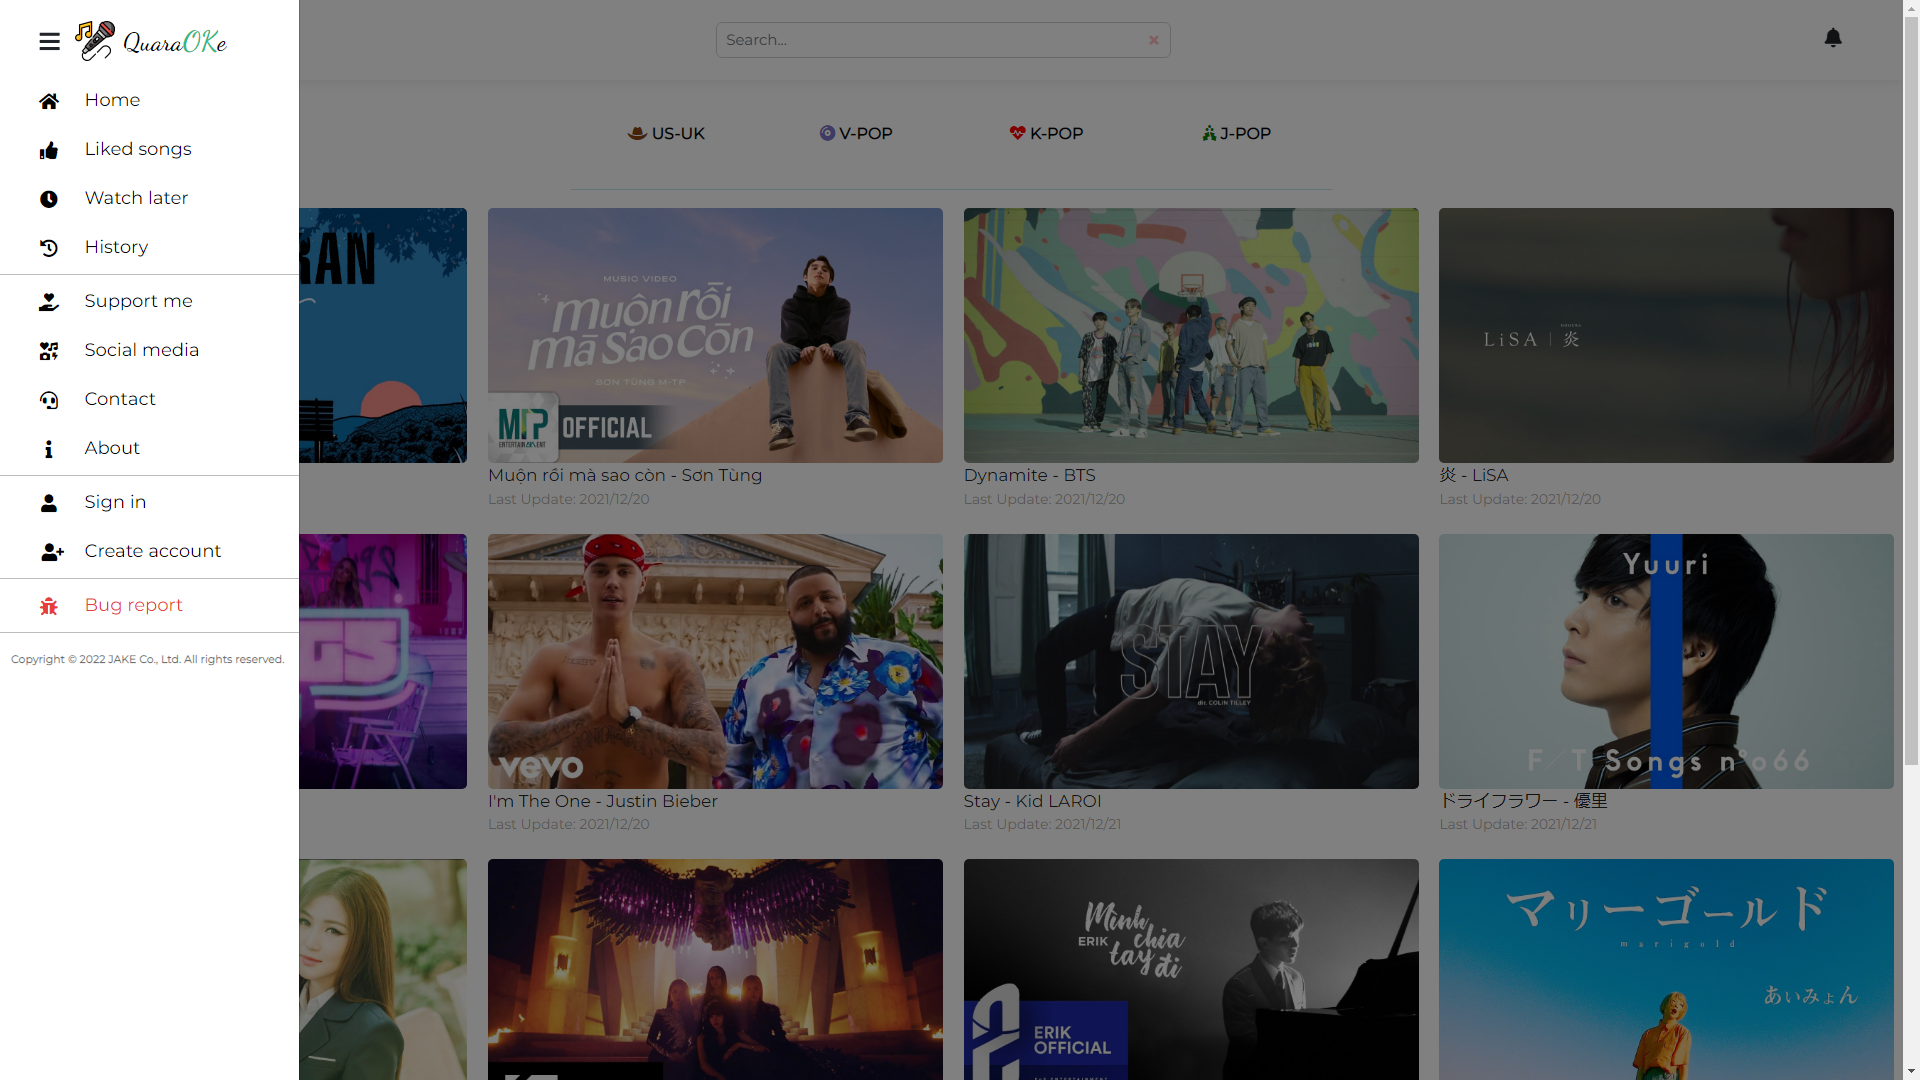 QuaraOKe
Search...
Home
Liked songs
Watch later
History
Support me
Social media
Contact
About
Sign in
Create account
Bug report
Copyright © 2022 JAKE Co., Ltd. All rights reserved.
US-UK
V-POP
K-POP
J-POP
RAN
MUSIC VIDEO
muộn rồi
mà sao còn
SƠN TÙNG M-TP
MTP
ENTERTAINMENT
OFFICIAL
LiSA | 炎
Muộn rồi mà sao còn - Sơn Tùng
Last Update: 2021/12/20
Dynamite - BTS
Last Update: 2021/12/20
炎 - LiSA
Last Update: 2021/12/20
vevo
STAY
dir. COLIN TILLEY
Yuuri
F/T Songs n°o66
I'm The One - Justin Bieber
Last Update: 2021/12/20
Stay - Kid LAROI
Last Update: 2021/12/21
ドライフラワー - 優里
Last Update: 2021/12/21
Mình chia tay đi
ERIK
ERIK
OFFICIAL
マリーゴールド
marigold
あいみょん